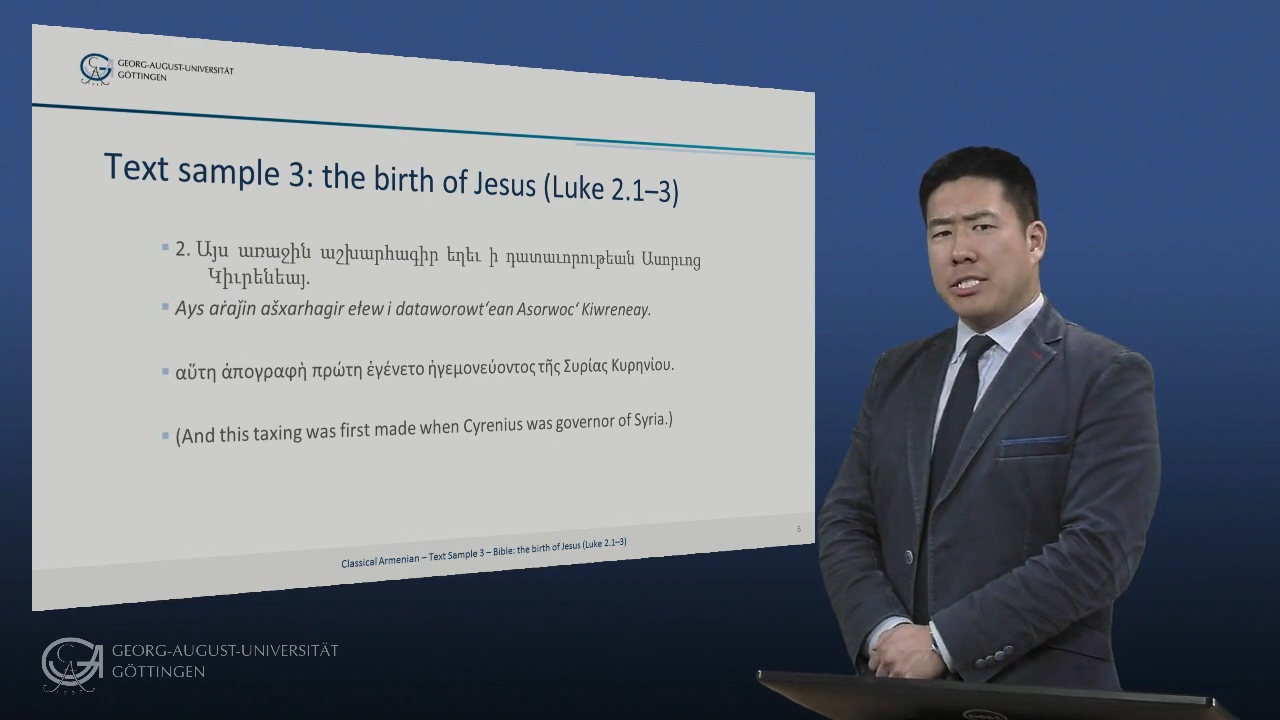 GEORG-AUGUST-UNIVERSITÄT
GÖTTINGEN
Text sample 3: the birth of Jesus (Luke 2.1–3)
2. Այս առաջին աշխարհագիր եղեւ ի դատաւորութեան Ասորւոց
Կիւրենեայ.
Ays aṙaǰin ašxarhagir ełew i dataworowt‘ean Asorwoc‘ Kiwreneay.
αὕτη ἀπογραφὴ πρώτη ἐγένετο ἡγεμονεύοντος τῆς Συρίας Κυρηνίου.
(And this taxing was first made when Cyrenius was governor of Syria.)
6
Classical Armenian – Text Sample 3 – Bible: the birth of Jesus (Luke 2.1–3)
GEORG-AUGUST-UNIVERSITÄT
GÖTTINGEN